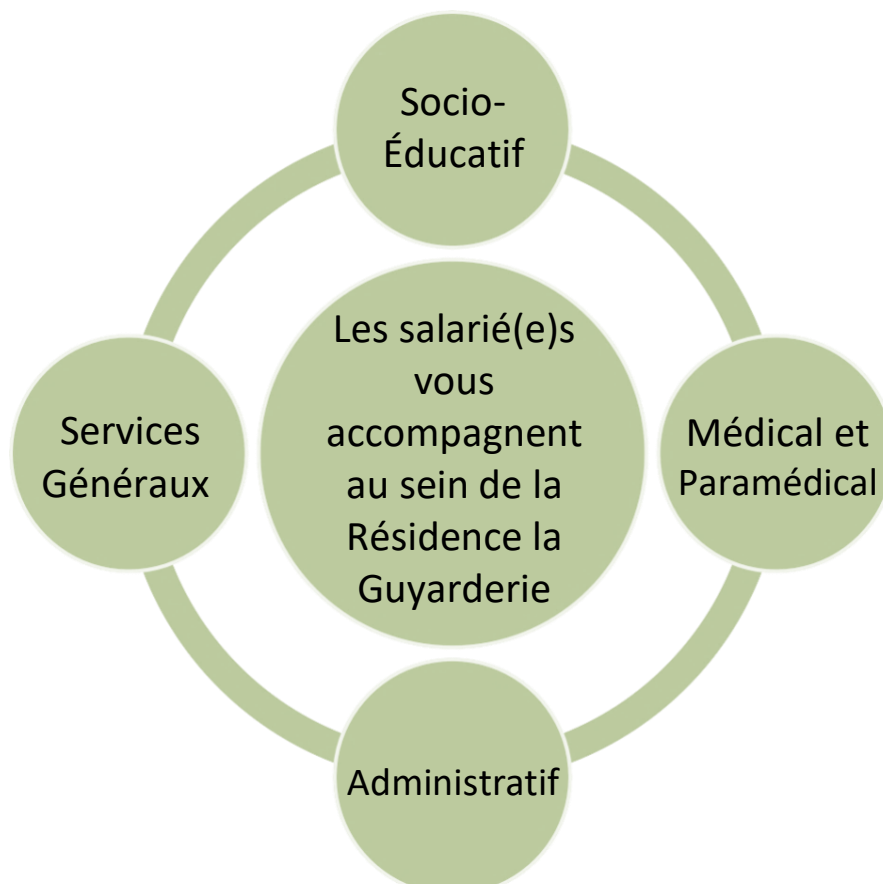 Socio-
Éducatif
Les salarié(e)s
vous
accompagnent
au sein de la
Résidence la
Guyarderie
Services
Généraux
Médical et
Paramédical
Administratif